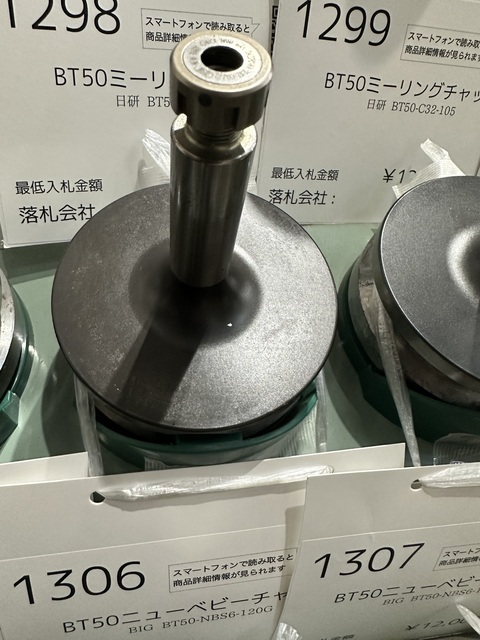 1298
スマートフォンで読み取ると
商品詳細情
BT50ミーリ
日研 BT5
最低入札金額
落札会社
1299
スマートフォンで読み取
商品詳細情報が見られます
BT50ミーリングチャッ
日研 BT50-C32-105
最低入札金額
落札会社：
1306
スマートフォンで読み取ると
商品詳細情報が見られます
BT50ニューベビーチャ
BIG BT50-NBS6-120G
1307
スマートフォンで読み取
商品詳細情報が見られ
BT50ニューベビー
BIG BT50-NBS6-